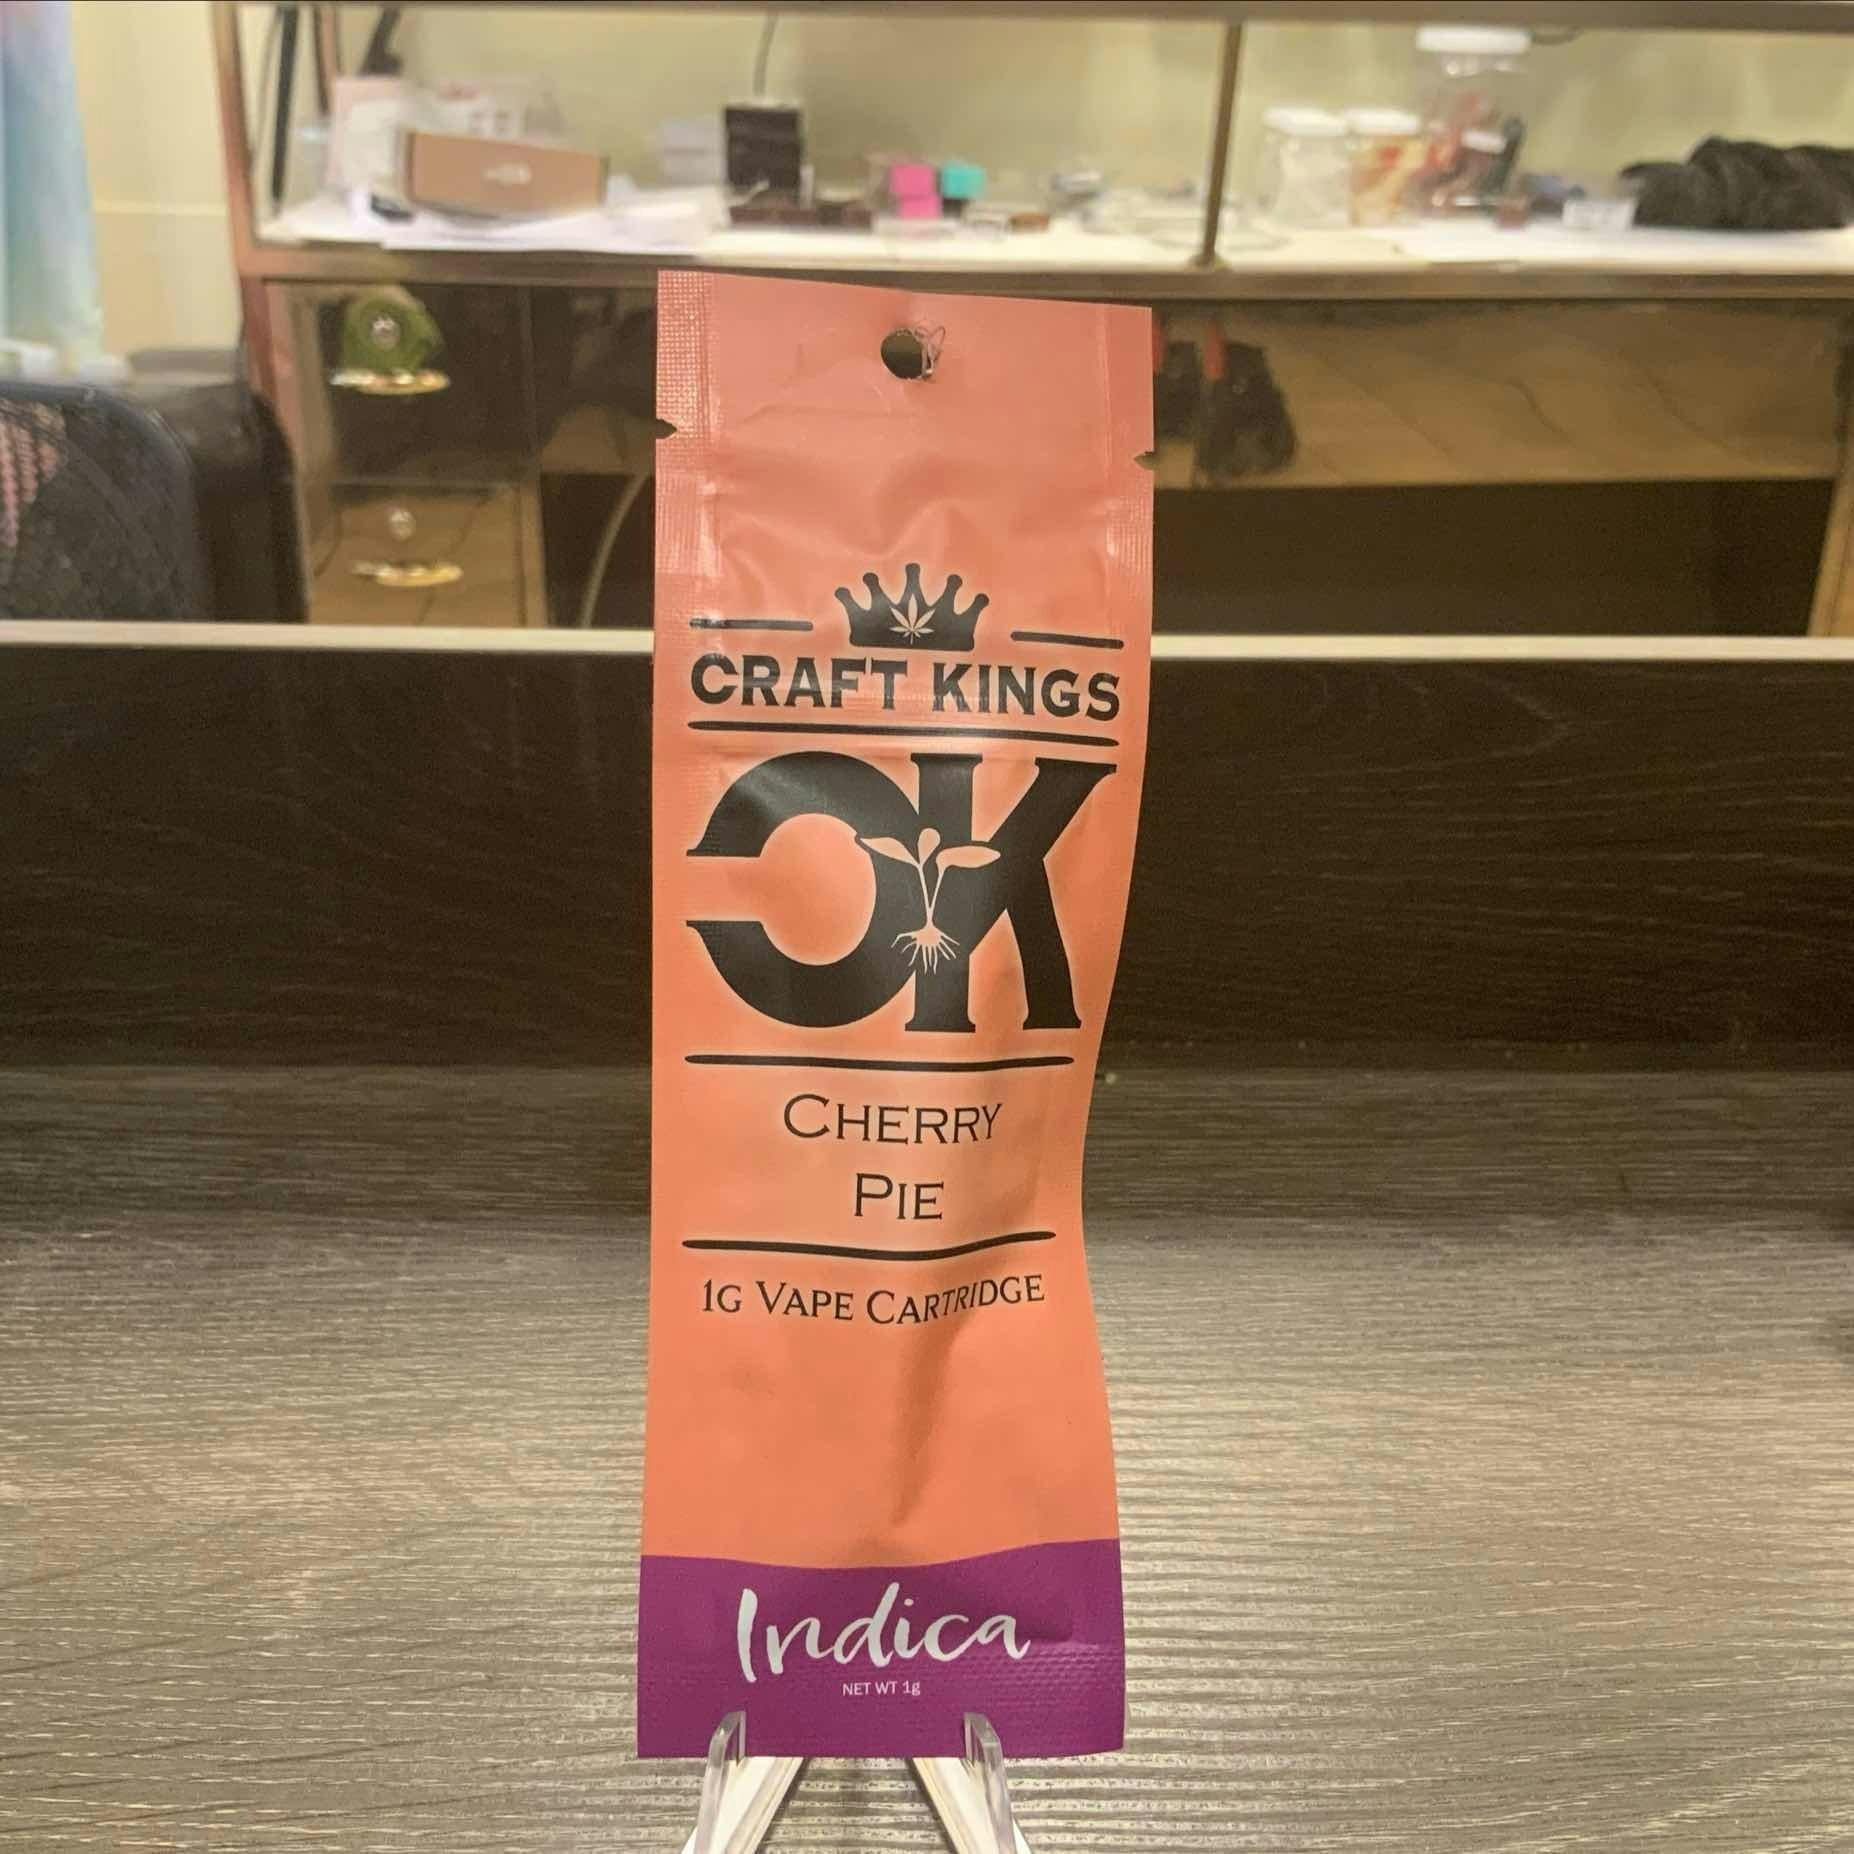 CRAFT KINGS
CK
CHERRY
PIE
1G VAPE CARTRIDGE
Indica
NET WT 1g